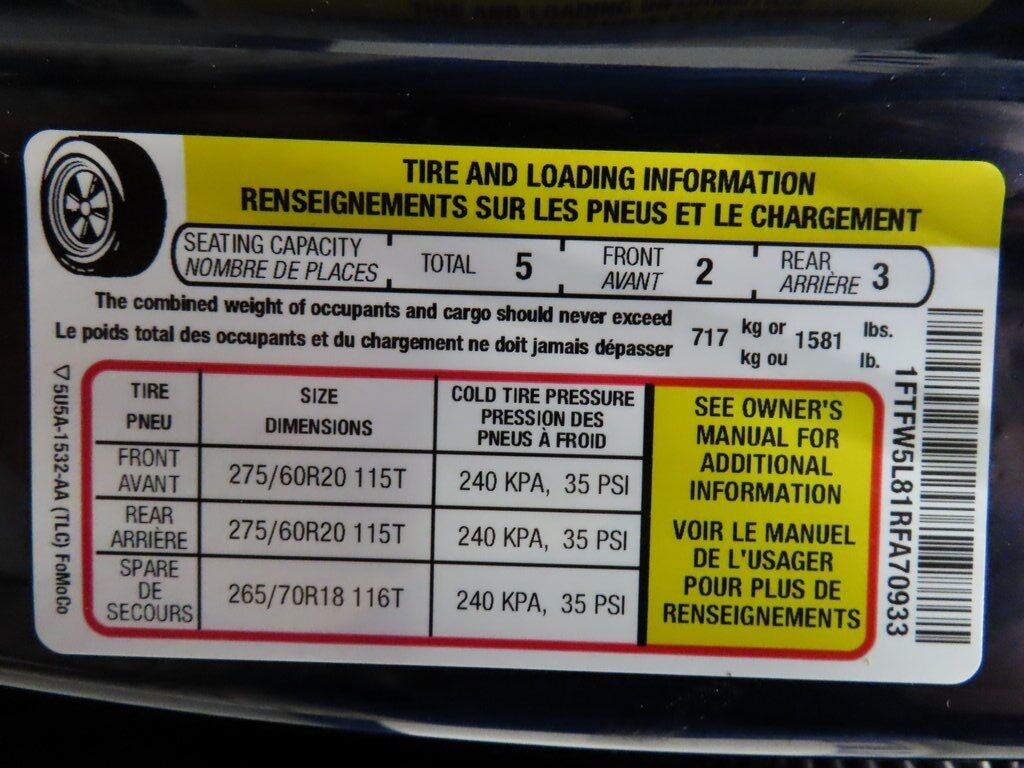 TIRE AND LOADING INFORMATION
RENSEIGNEMENTS SUR LES PNEUS ET LE CHARGEMENT
SEATING CAPACITY
NOMBRE DE PLACES
TOTAL 5
FRONT
AVANT 2
REAR
ARRIÈRE 3
The combined weight of occupants and cargo should never exceed
Le poids total des occupants et du chargement ne doit jamais dépasser
717 kg or 1581 lbs.
kg ou lb.
TIRE
PNEU
SIZE
DIMENSIONS
COLD TIRE PRESSURE
PRESSION DES
PNEUS À FROID
FRONT
AVANT
275/60R20 115T
240 KPA, 35 PSI
REAR
ARRIÈRE
275/60R20 115T
240 KPA, 35 PSI
SPARE
DE
SECOURS
265/70R18 116T
240 KPA, 35 PSI
SEE OWNER'S
MANUAL FOR
ADDITIONAL
INFORMATION
VOIR LE MANUEL
DE L'USAGER
POUR PLUS DE
RENSEIGNEMENTS
1FTFW5L81RFA70933
▽5U5A-1532-AA (TLC) FoMoCo